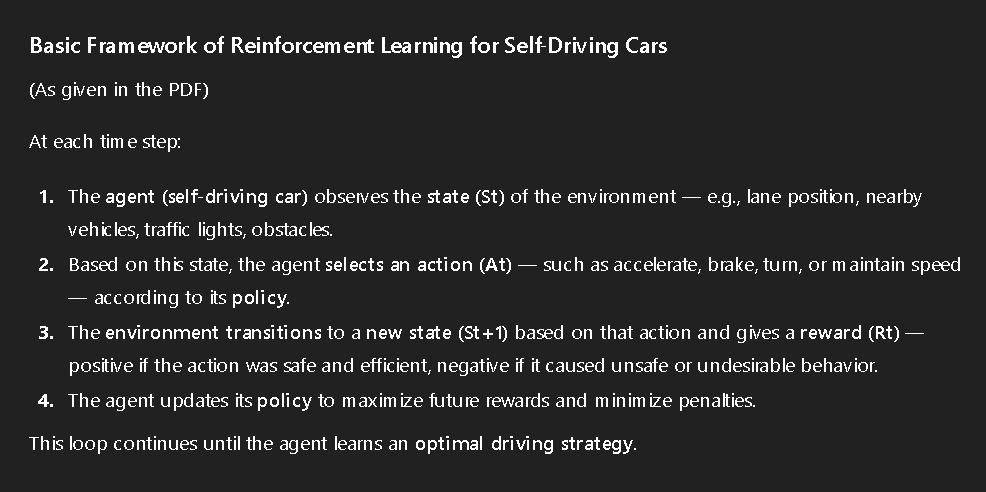 Basic Framework of Reinforcement Learning for Self-Driving Cars
(As given in the PDF)
At each time step:
1. The agent (self-driving car) observes the state (St) of the environment — e.g., lane position, nearby
vehicles, traffic lights, obstacles.
2. Based on this state, the agent selects an action (At) — such as accelerate, brake, turn, or maintain speed
— according to its policy.
3. The environment transitions to a new state (St+1) based on that action and gives a reward (Rt) —
positive if the action was safe and efficient, negative if it caused unsafe or undesirable behavior.
4. The agent updates its policy to maximize future rewards and minimize penalties.
This loop continues until the agent learns an optimal driving strategy.